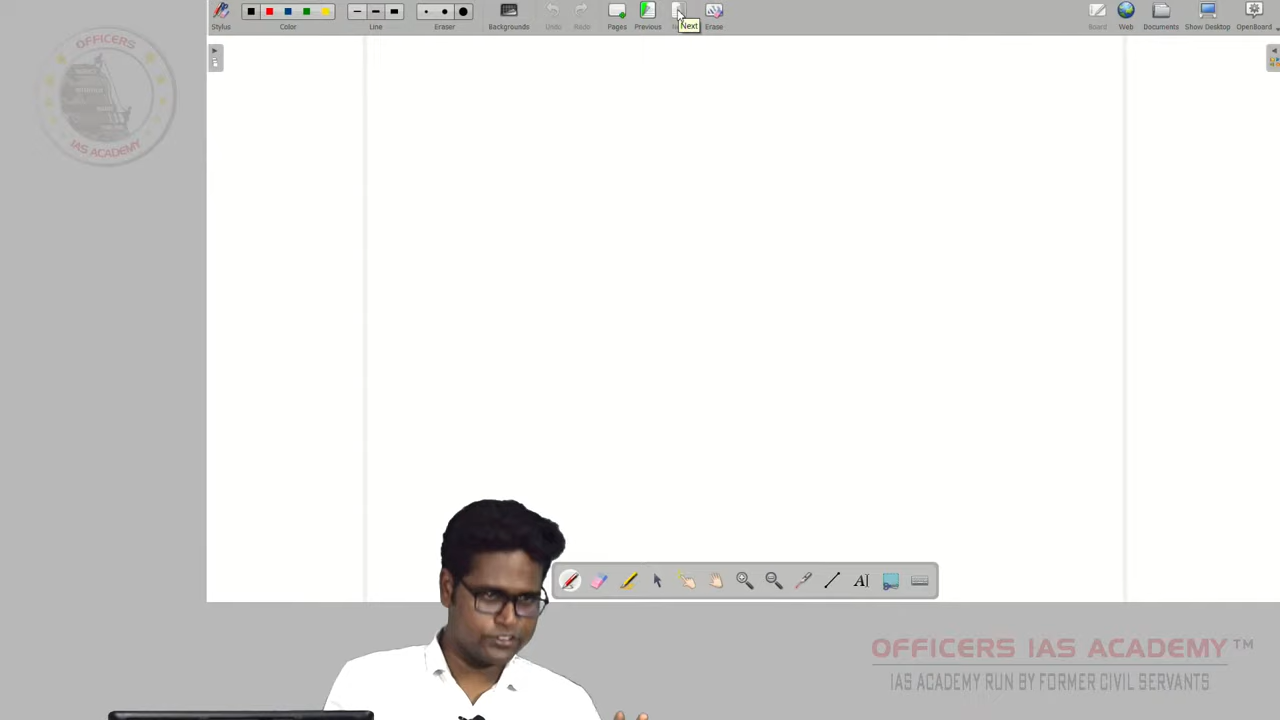 Stylus
Color
Line
Eraser
Backgrounds
Undo
Redo
Pages
Previous
Next
Erase
Board
Web
Documents
Show Desktop
OpenBoard
OFFICERS
IAS ACADEMY
AI
OFFICERS IAS ACADEMY™
IAS ACADEMY RUN BY FORMER CIVIL SERVANTS